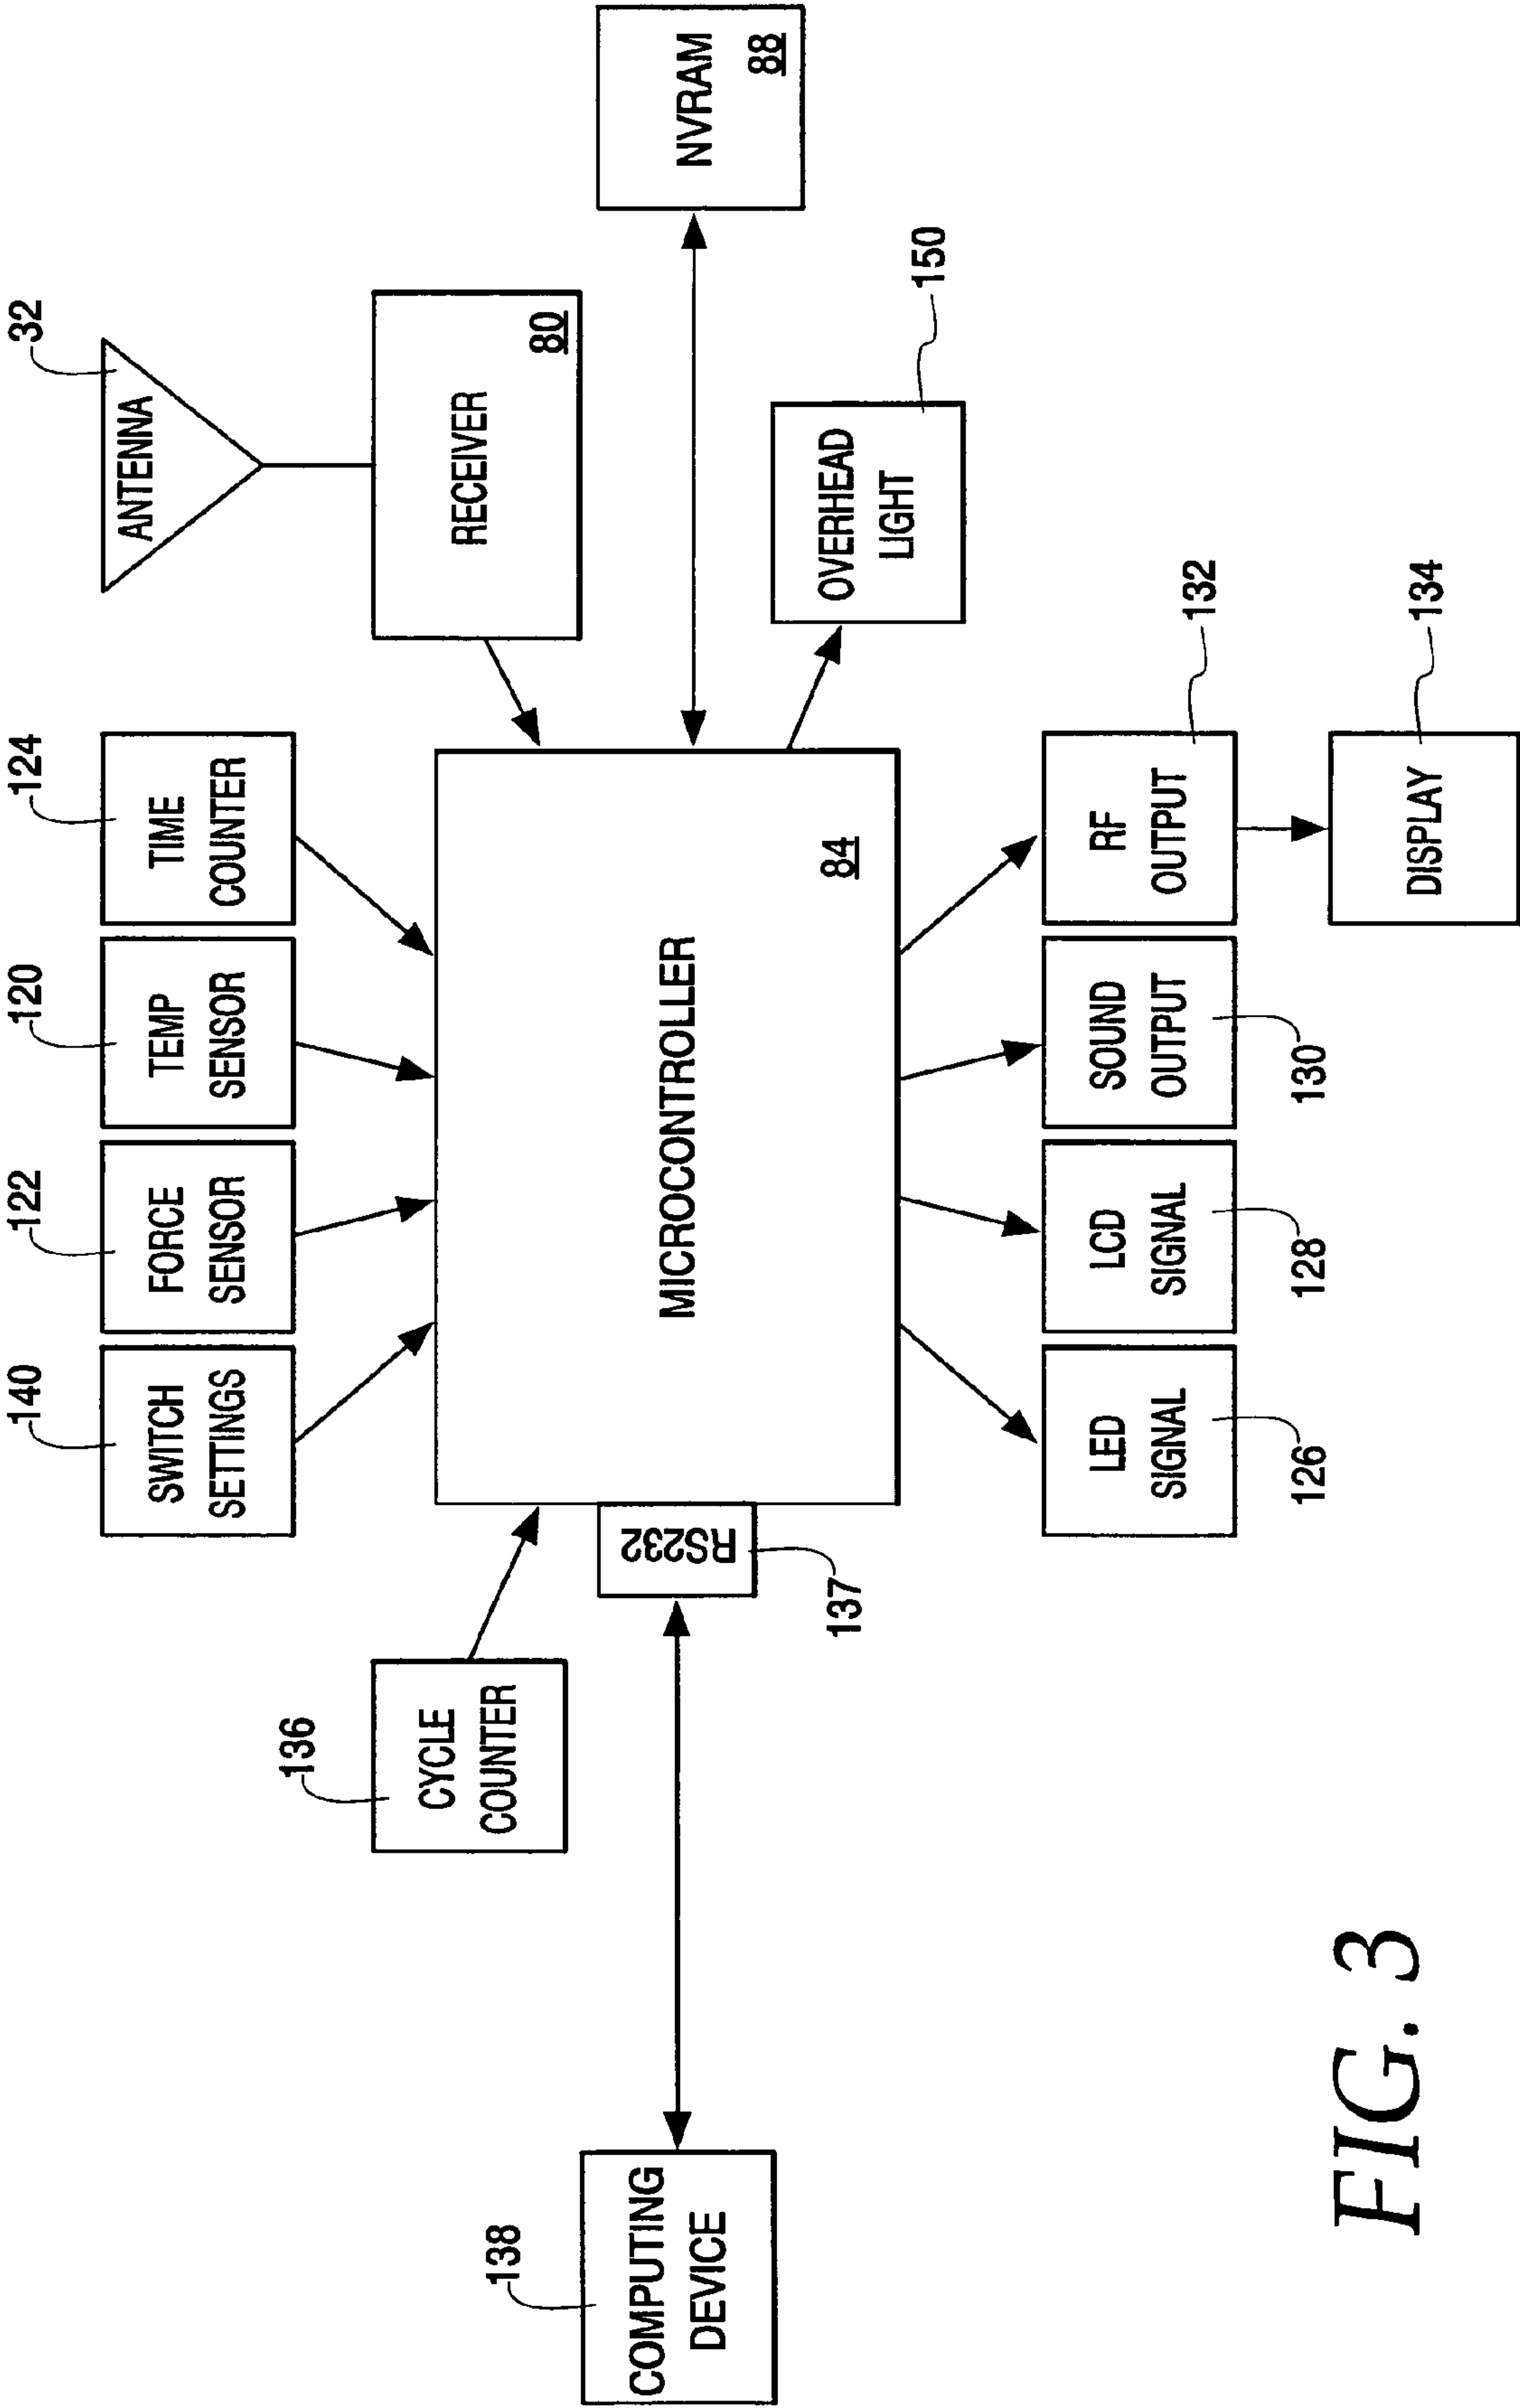 32
ANTENNA
124
120
122
140
TIME
COUNTER
TEMP
SENSOR
FORCE
SENSOR
SWITCH
SETTINGS
136
CYCLE
COUNTER
RECEIVER
80
138
COMPUTING
DEVICE
RS232
137
MICROCONTROLLER
84
NVRAM
88
OVERHEAD
LIGHT
150
LED
SIGNAL
126
LCD
SIGNAL
128
SOUND
OUTPUT
130
RF
OUTPUT
132
DISPLAY
134
FIG. 3